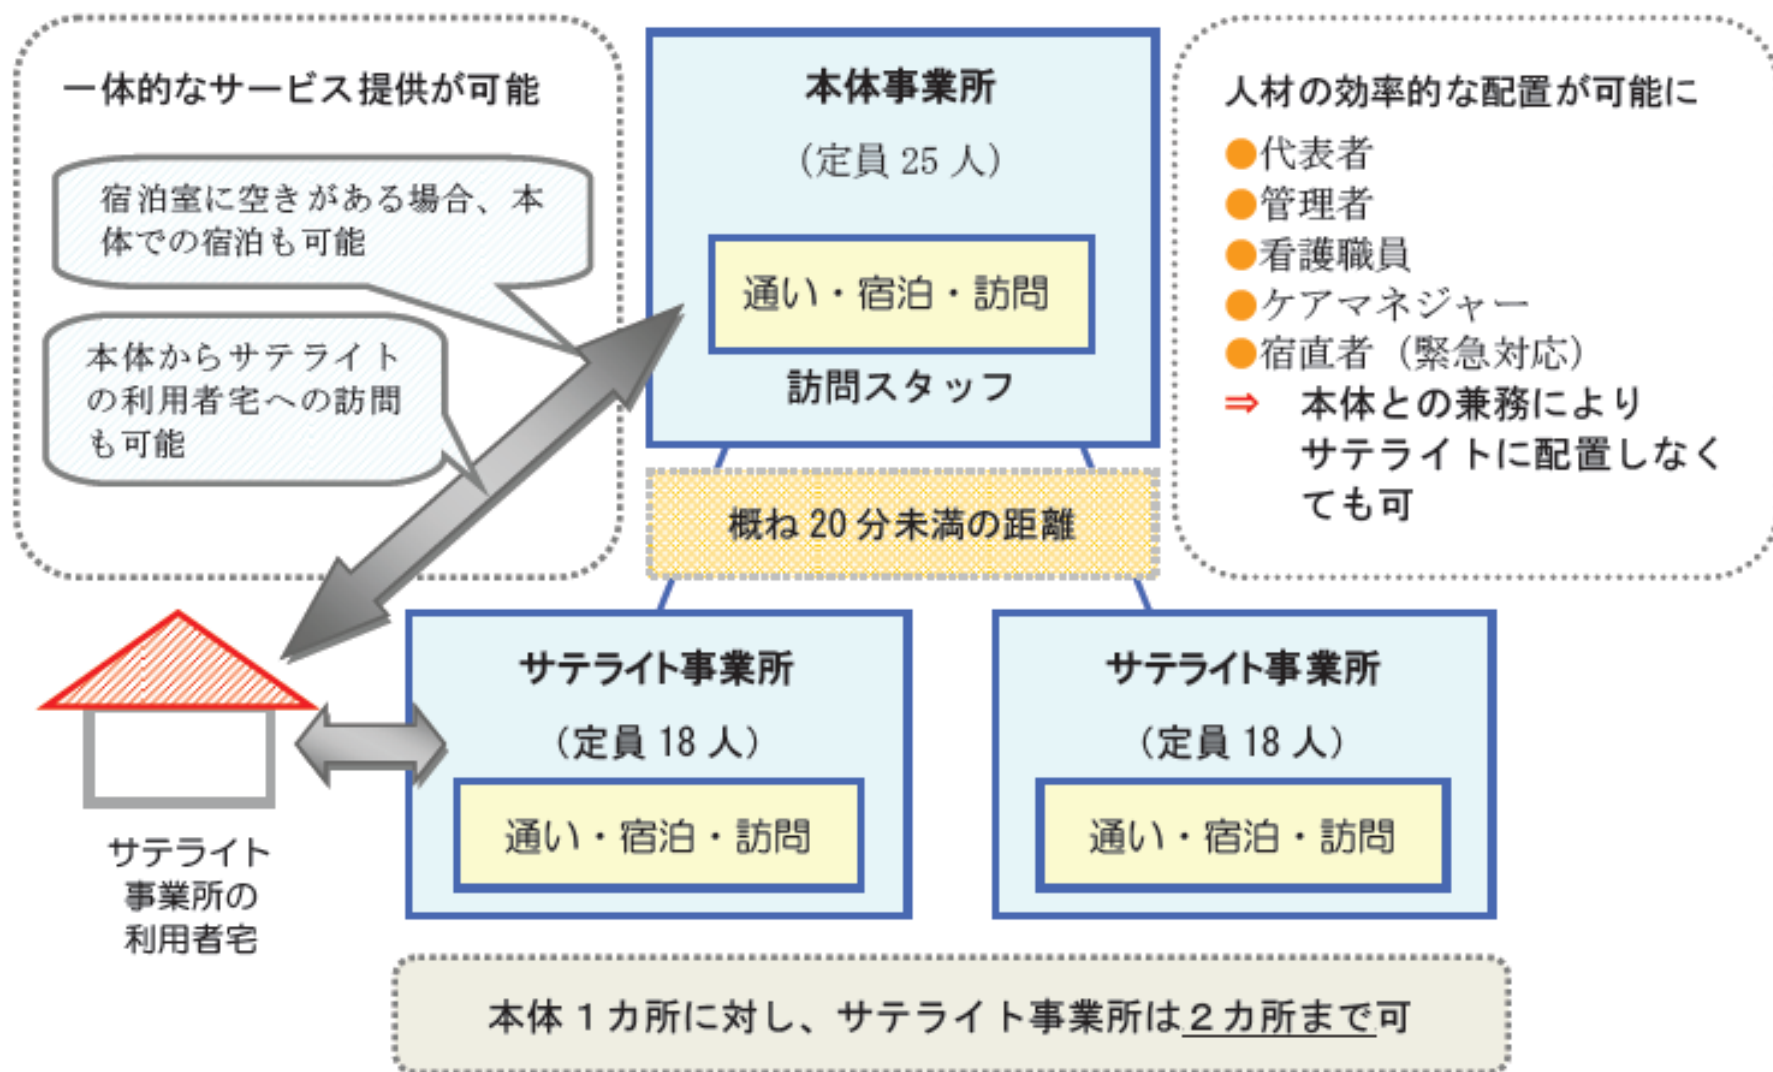 一体的なサービス提供が可能
宿泊室に空きがある場合、本
体での宿泊も可能
本体からサテライト
の利用者宅への訪問
も可能
本体事業所
（定員 25 人）
通い・宿泊・訪問
訪問スタッフ
人材の効率的な配置が可能に
●代表者
●管理者
●看護職員
●ケアマネジャー
●宿直者（緊急対応）
⇒ 本体との兼務により
サテライトに配置しなく
ても可
概ね 20 分未満の距離
サテライト事業所
（定員 18 人）
通い・宿泊・訪問
サテライト事業所
（定員 18 人）
通い・宿泊・訪問
サテライト
事業所の
利用者宅
本体 1 カ所に対し、サテライト事業所は 2 カ所まで可